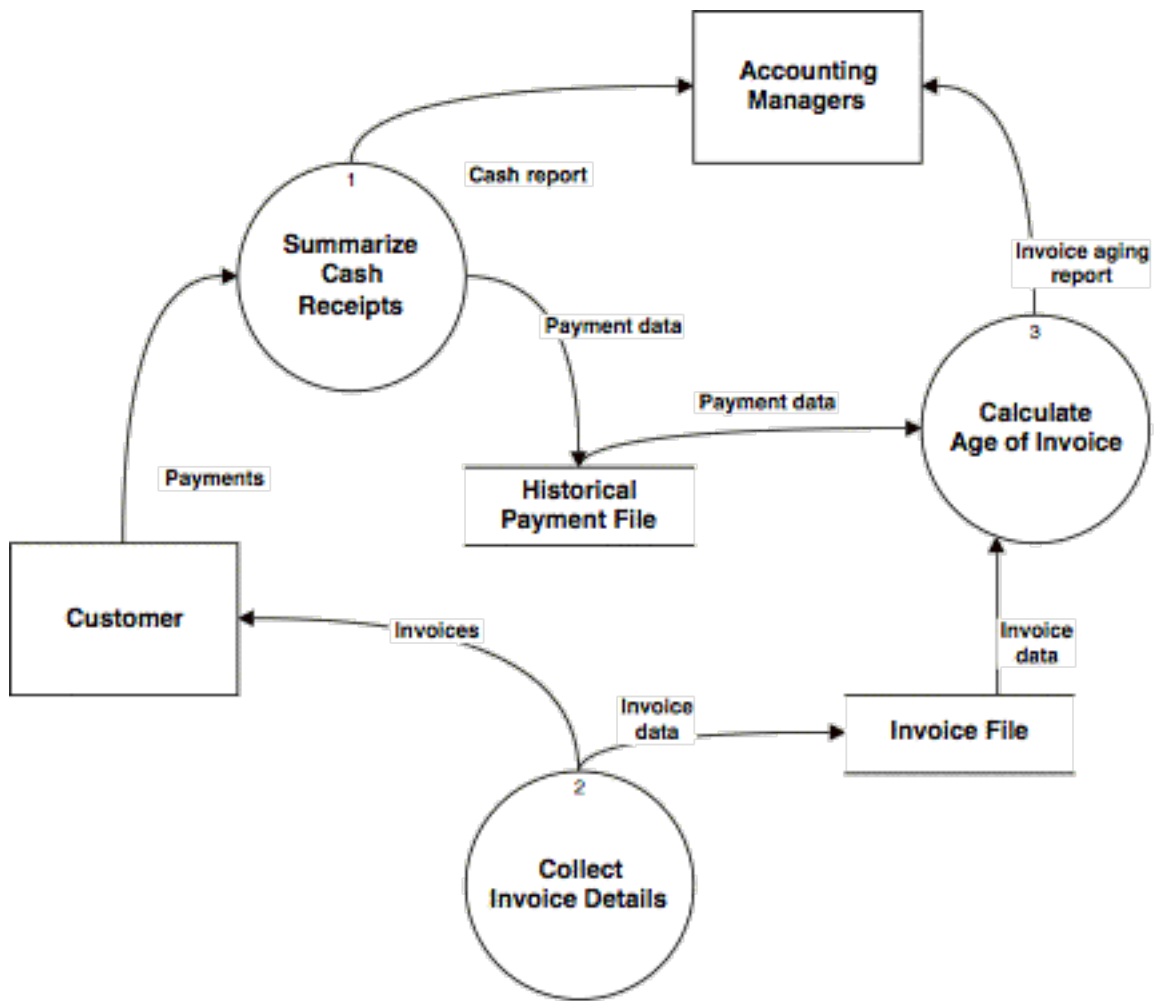 Accounting
Managers
Cash report
1
Summarize
Cash
Receipts
Invoice aging
report
Payment data
3
Payment data
Calculate
Age of Invoice
Payments
Historical
Payment File
Customer
Invoices
Invoice
data
Invoice
data
Invoice File
2
Collect
Invoice Details